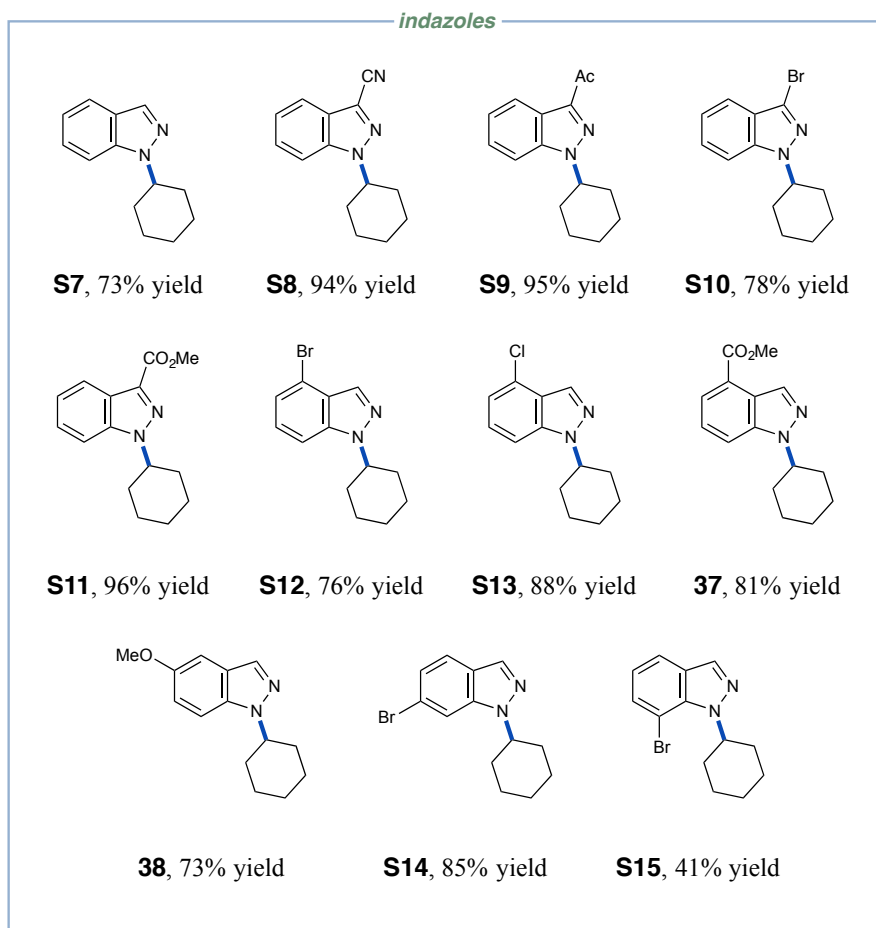 indazoles
CN
Ac
Br
N
N
N
N
N
N
N
N
S7, 73% yield
S8, 94% yield
S9, 95% yield
S10, 78% yield
CO2Me
Br
Cl
CO2Me
N
N
N
N
N
N
N
N
S11, 96% yield
S12, 76% yield
S13, 88% yield
37, 81% yield
MeO
N
N
N
N
N
N
Br
Br
38, 73% yield
S14, 85% yield
S15, 41% yield